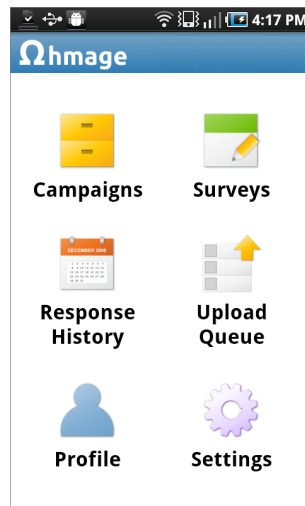 4:17 PM
Ωhmage
Campaigns
Surveys
DECEMBER 2008
Response
History
Upload
Queue
Profile
Settings